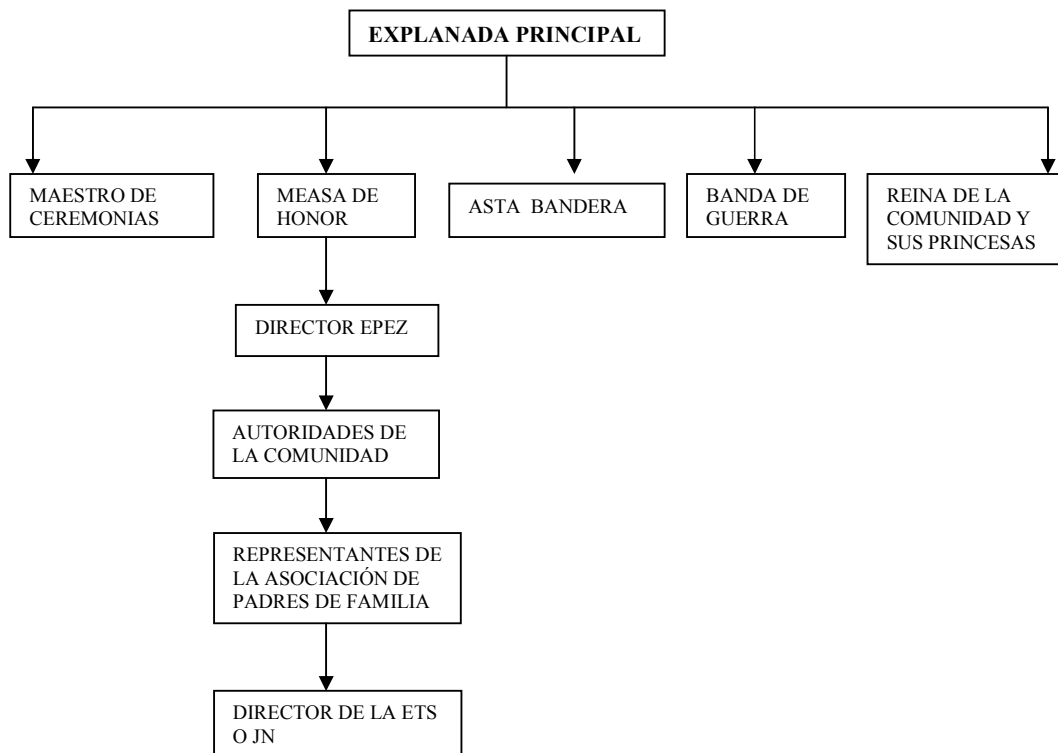 EXPLANADA PRINCIPAL
MAESTRO DE
CEREMONIAS
MEASA DE
HONOR
ASTA BANDERA
BANDA DE
GUERRA
REINA DE LA
COMUNIDAD Y
SUS PRINCESAS
DIRECTOR EPEZ
AUTORIDADES DE
LA COMUNIDAD
REPRESENTANTES DE
LA ASOCIACIÓN DE
PADRES DE FAMILIA
DIRECTOR DE LA ETS
O JN